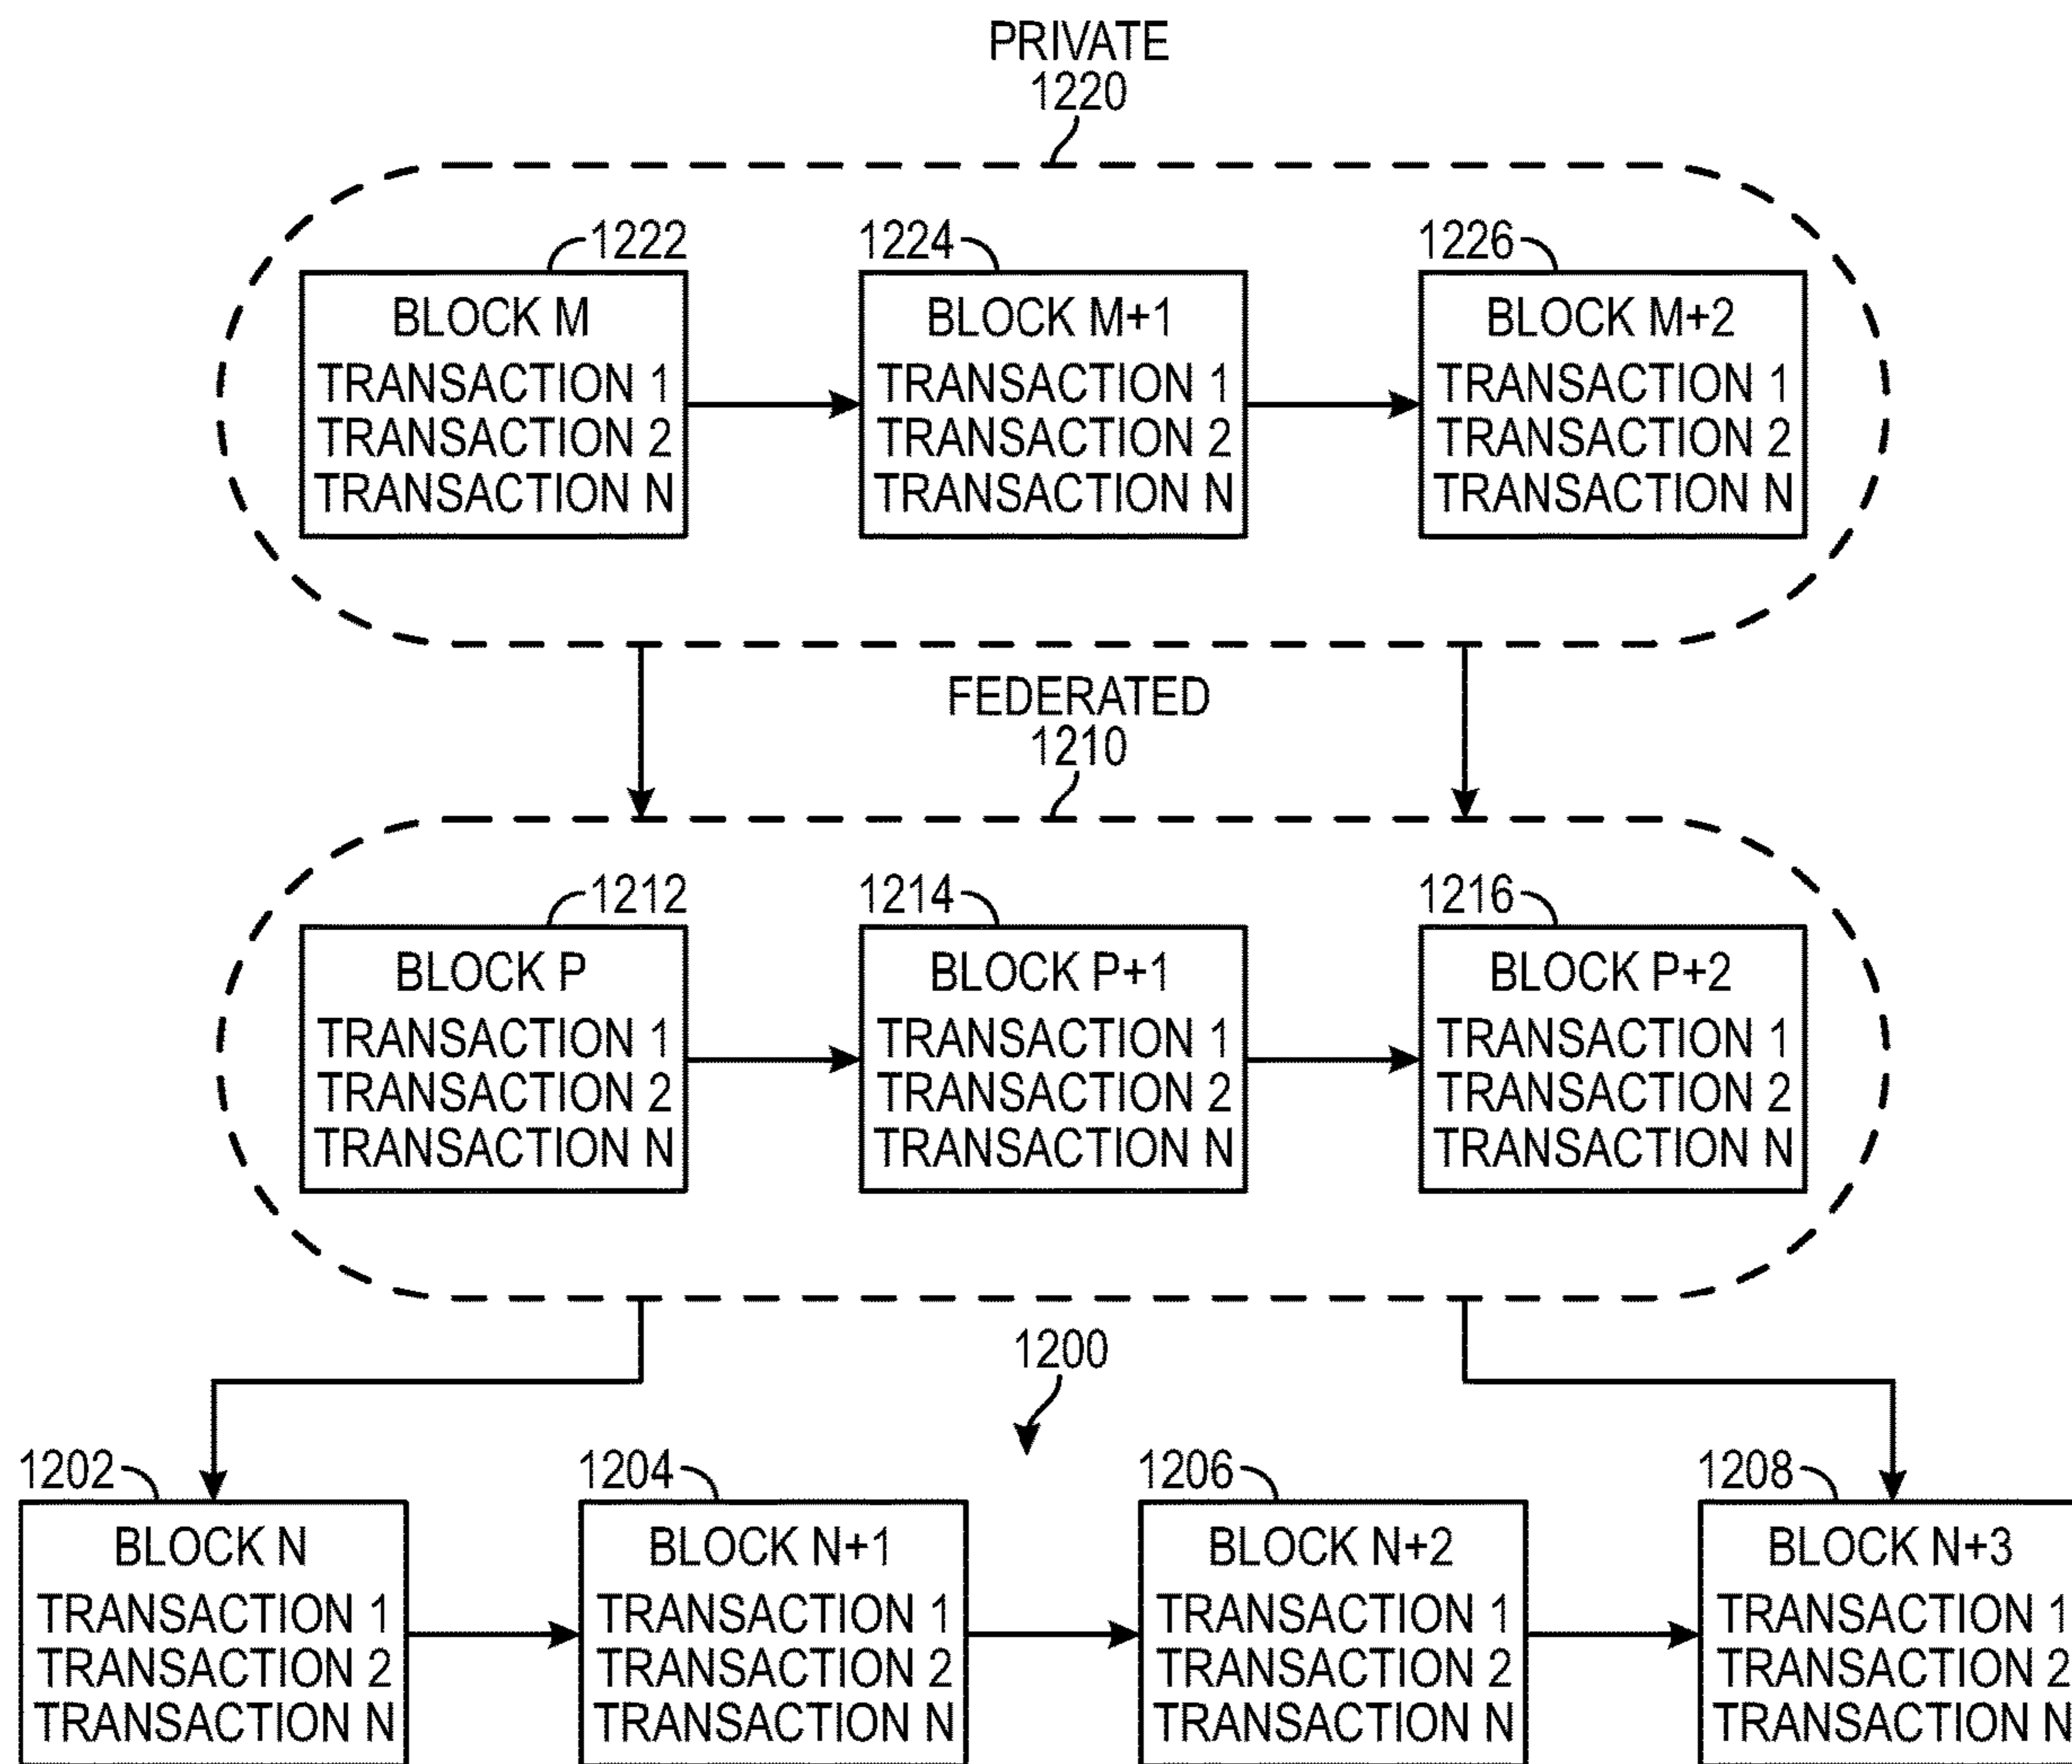 PRIVATE
1220
1222
1224
1226
BLOCK M
TRANSACTION 1
TRANSACTION 2
TRANSACTION N
BLOCK M+1
TRANSACTION 1
TRANSACTION 2
TRANSACTION N
BLOCK M+2
TRANSACTION 1
TRANSACTION 2
TRANSACTION N
FEDERATED
1210
1212
1214
1216
BLOCK P
TRANSACTION 1
TRANSACTION 2
TRANSACTION N
BLOCK P+1
TRANSACTION 1
TRANSACTION 2
TRANSACTION N
BLOCK P+2
TRANSACTION 1
TRANSACTION 2
TRANSACTION N
1200
1202
1204
1206
1208
BLOCK N
TRANSACTION 1
TRANSACTION 2
TRANSACTION N
BLOCK N+1
TRANSACTION 1
TRANSACTION 2
TRANSACTION N
BLOCK N+2
TRANSACTION 1
TRANSACTION 2
TRANSACTION N
BLOCK N+3
TRANSACTION 1
TRANSACTION 2
TRANSACTION N